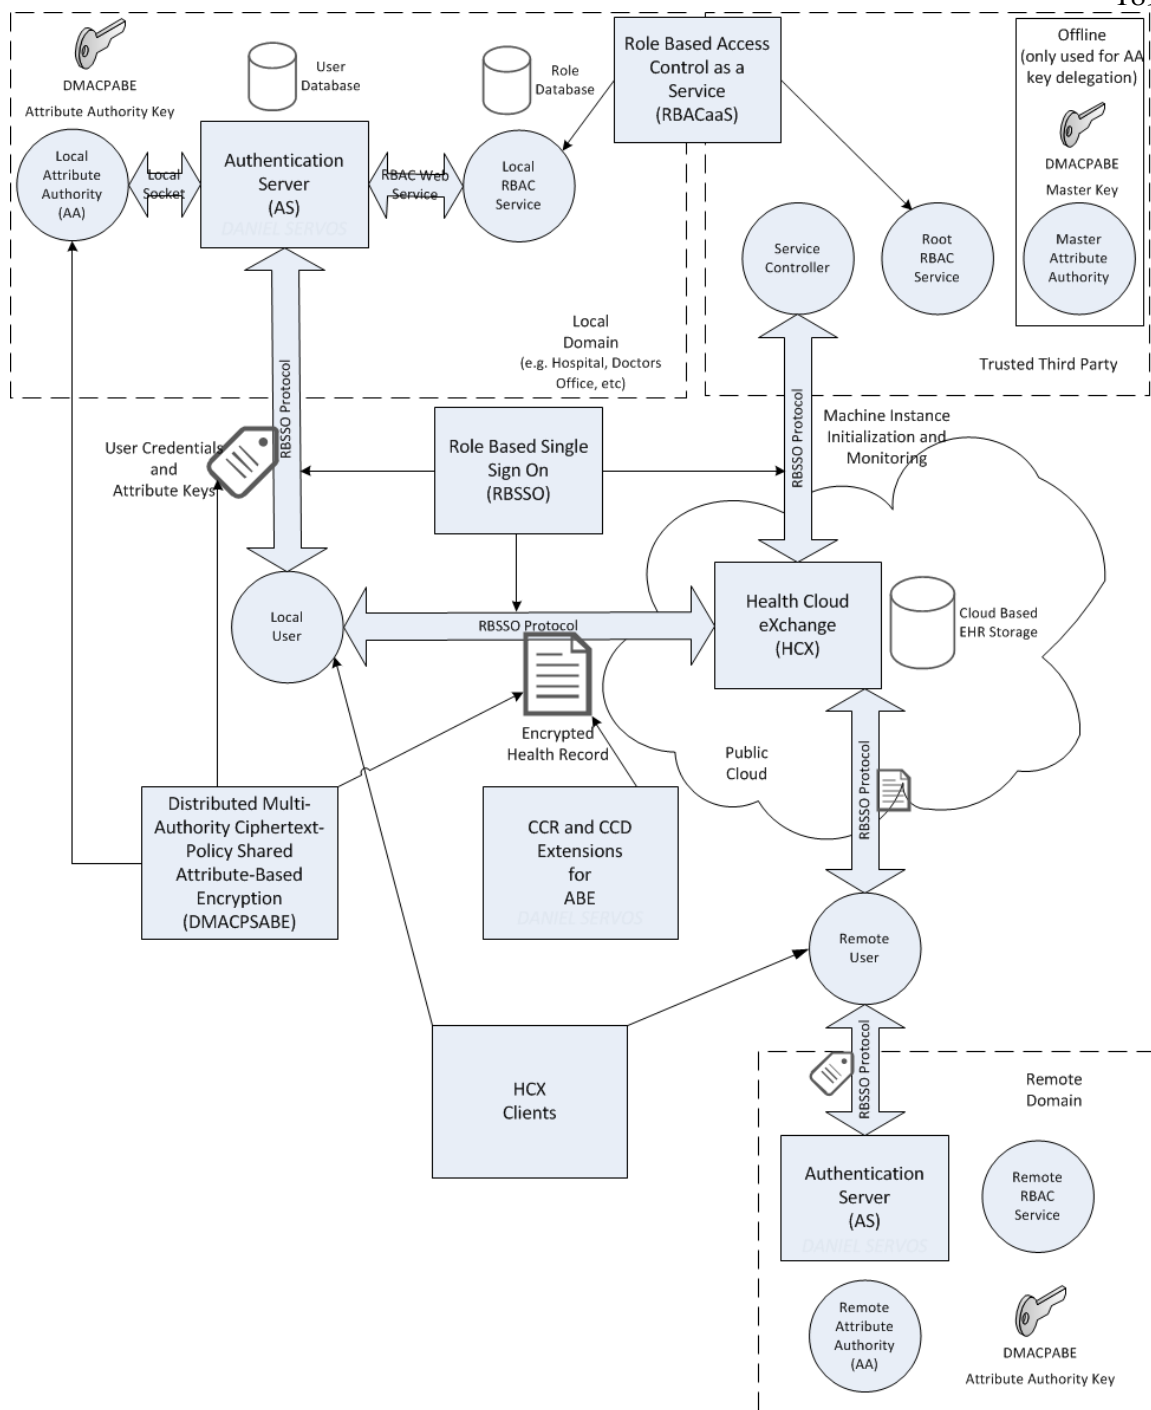 DMACPABE
Attribute Authority Key
User
Database
Role
Database
Role Based Access
Control as a
Service
(RBACaaS)
Offline
(only used for AA
key delegation)
DMACPABE
Master Key
Local
Attribute
Authority
(AA)
Local
Socket
Authentication
Server
(AS)
DANIEL SERVOS
RBAC Web
Service
Local
RBAC
Service
Service
Controller
Root
RBAC
Service
Master
Attribute
Authority
Local
Domain
(e.g. Hospital, Doctors
Office, etc)
Trusted Third Party
RBSSO Protocol
User Credentials
and
Attribute Keys
Role Based Single
Sign On
(RBSSO)
RBSSO Protocol
Machine Instance
Initialization and
Monitoring
Local
User
RBSSO Protocol
Health Cloud
eXchange
(HCX)
Cloud Based
EHR Storage
Encrypted
Health Record
Public
Cloud
RBSSO Protocol
Distributed Multi-
Authority Ciphertext-
Policy Shared
Attribute-Based
Encryption
(DMACPSABE)
CCR and CCD
Extensions
for
ABE
DANIEL SERVOS
Remote
User
HCX
Clients
RBSSO Protocol
Remote
Domain
Authentication
Server
(AS)
DANIEL SERVOS
Remote
RBAC
Service
Remote
Attribute
Authority
(AA)
DMACPABE
Attribute Authority Key